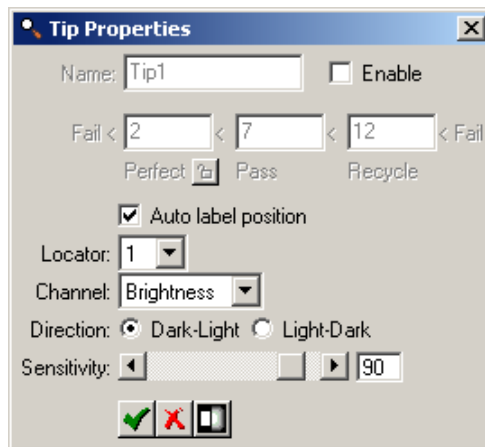 Tip Properties
Name: Tip1 Enable
Fail < 2 < 7 < 12 < Fail
Perfect Pass Recycle
Auto label position
Locator: 1
Channel: Brightness
Direction: Dark-Light Light-Dark
Sensitivity: 90